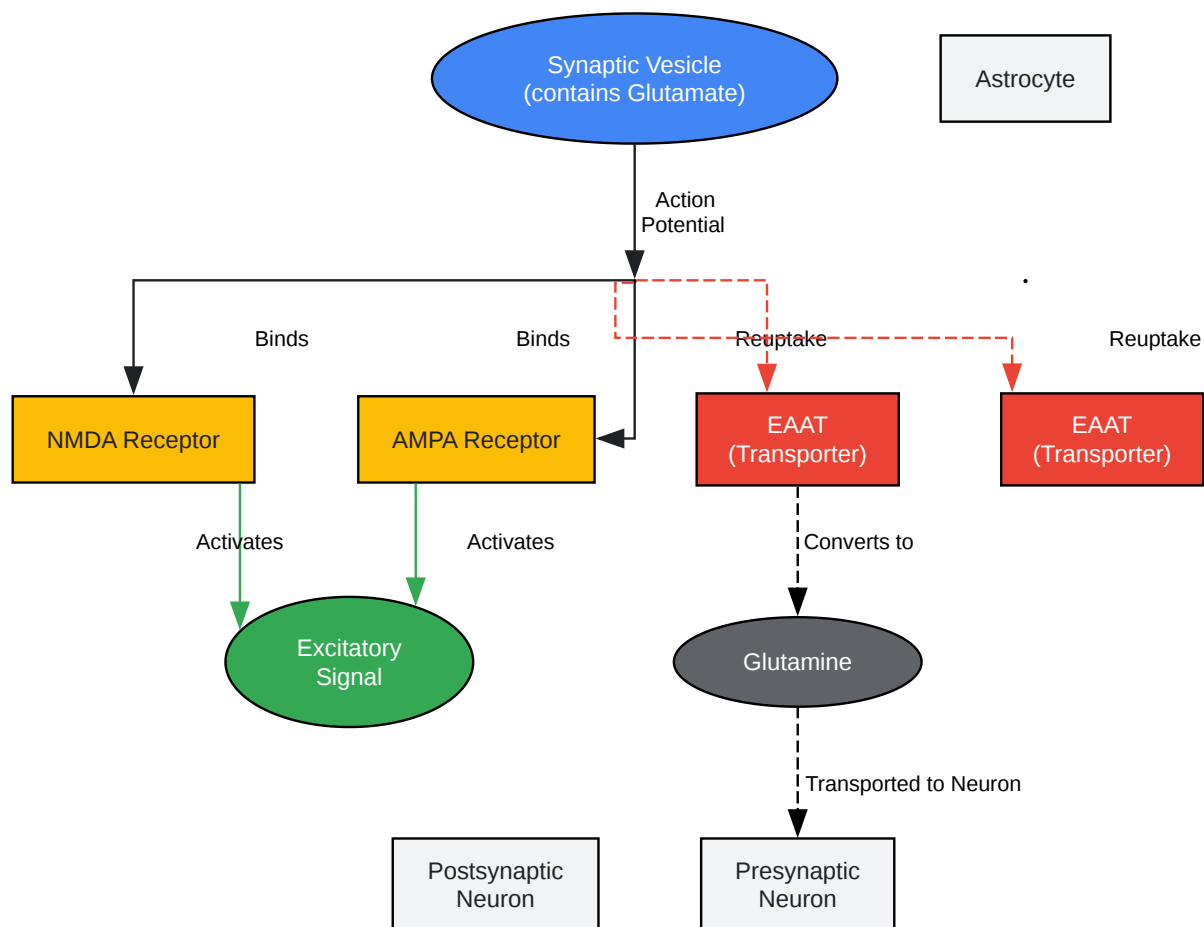 Synaptic Vesicle
(contains Glutamate)
Astrocyte
Action
Potential
Binds
Binds
Reuptake
Reuptake
NMDA Receptor
AMPA Receptor
EAAT
(Transporter)
EAAT
(Transporter)
Activates
Activates
Converts to
Excitatory
Signal
Glutamine
Transported to Neuron
Postsynaptic
Neuron
Presynaptic
Neuron